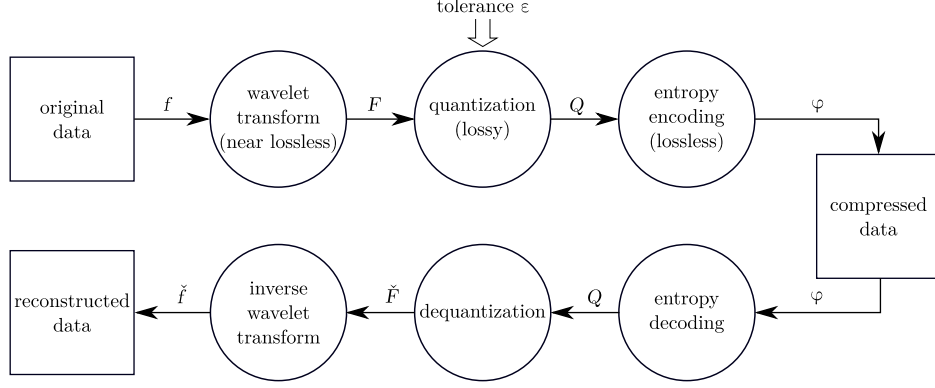 tolerance ε
original
data
f
wavelet
transform
(near lossless)
F
quantization
(lossy)
Q
entropy
encoding
(lossless)
φ
compressed
data
reconstructed
data
f̌
inverse
wavelet
transform
F̌
dequantization
Q
entropy
decoding
φ